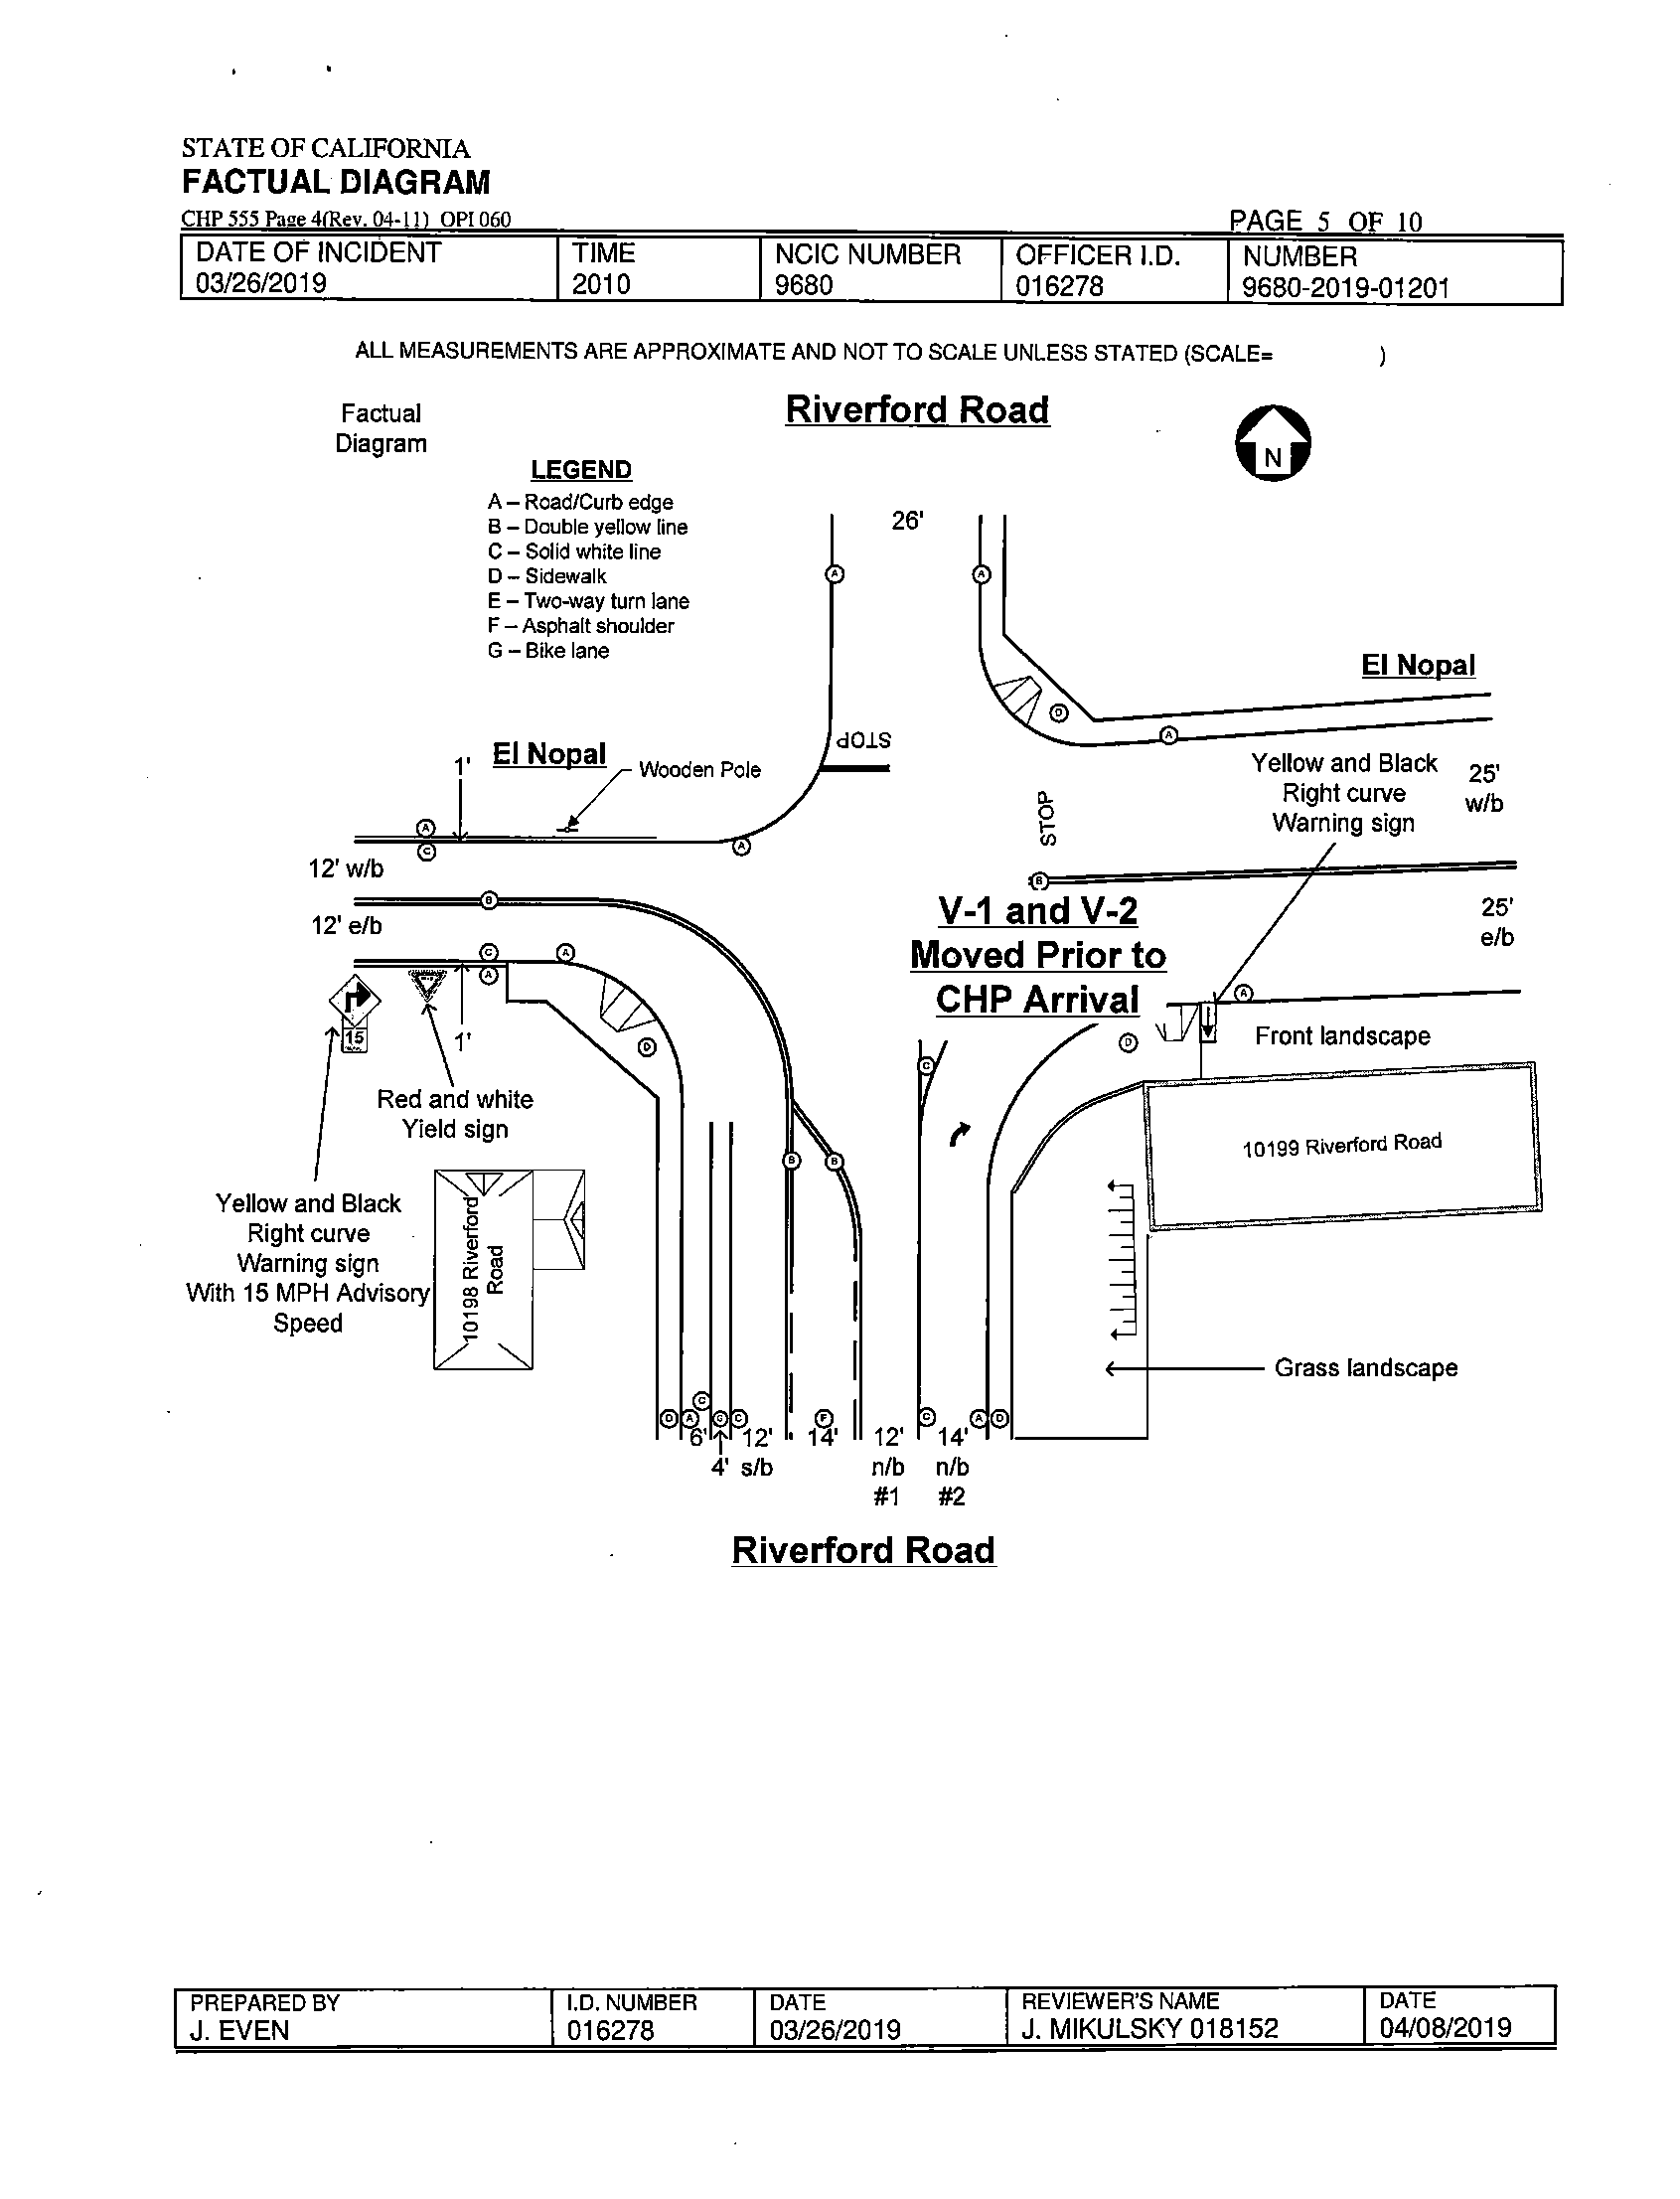 STATE OF CALIFORNIA
FACTUAL DIAGRAM
CHP 555 Page 4(Rev. 04-11) OPI 060
PAGE 5 OF 10
DATE OF INCIDENT
03/26/2019
TIME
2010
NCIC NUMBER
9680
OFFICER I.D.
016278
NUMBER
9680-2019-01201
ALL MEASUREMENTS ARE APPROXIMATE AND NOT TO SCALE UNLESS STATED (SCALE= )
Factual
Diagram
Riverford Road
N
LEGEND
A – Road/Curb edge
B – Double yellow line
C – Solid white line
D – Sidewalk
E – Two-way turn lane
F – Asphalt shoulder
G – Bike lane
26'
A
A
El Nopal
D
A
STOP
El Nopal
1'
Wooden Pole
Yellow and Black
Right curve
Warning sign
25'
w/b
STOP
A
C
A
12' w/b
B
B
12' e/b
V-1 and V-2
Moved Prior to
CHP Arrival
25'
e/b
C
A
A
A
15
1'
D
D
Front landscape
C
Red and white
Yield sign
10199 Riverford Road
B
B
Yellow and Black
Right curve
Warning sign
With 15 MPH Advisory
Speed
10198 Riverford
Road
Grass landscape
C
D
A
G
C
F
C
A
D
6'
12'
14'
12'
14'
4'
s/b
n/b
n/b
#1
#2
Riverford Road
PREPARED BY
J. EVEN
I.D. NUMBER
016278
DATE
03/26/2019
REVIEWER'S NAME
J. MIKULSKY 018152
DATE
04/08/2019